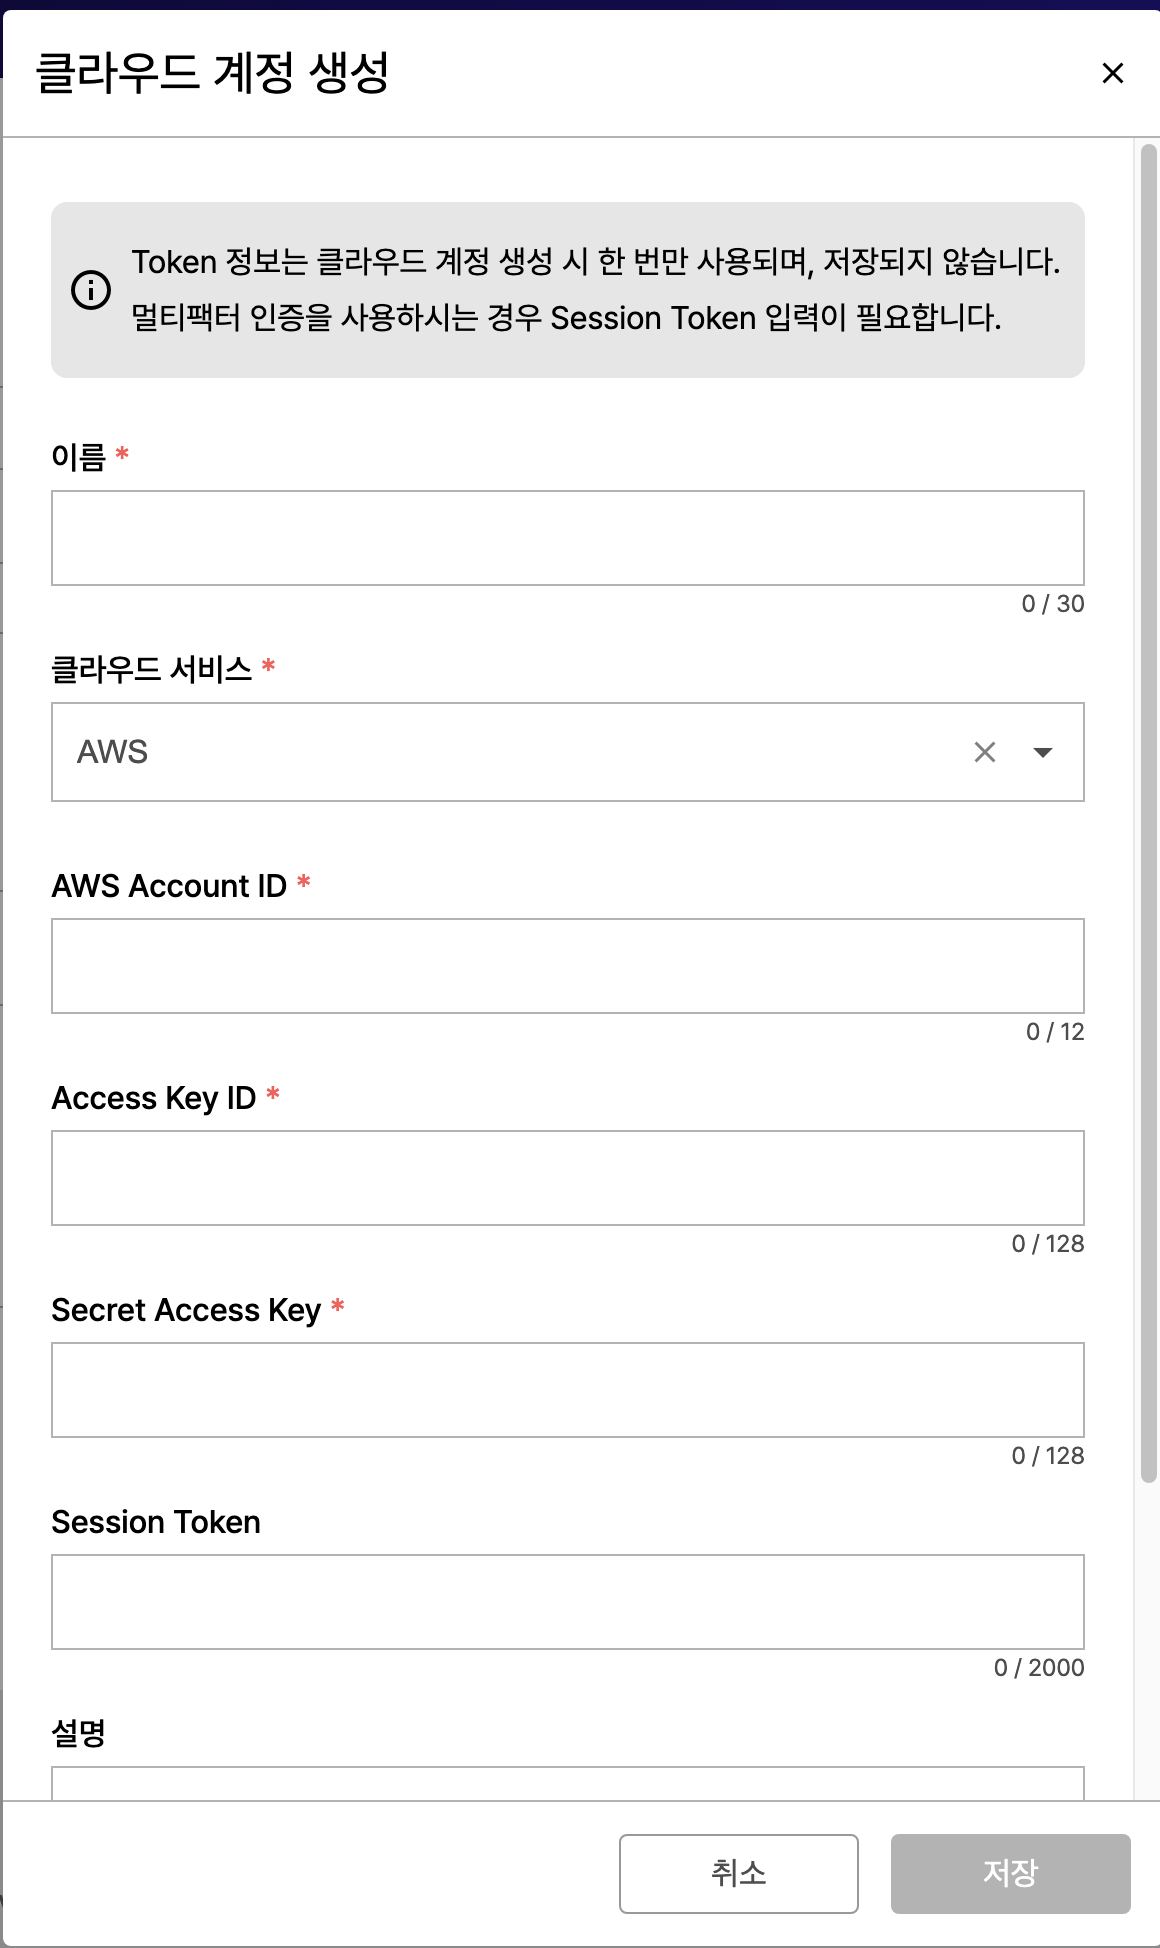 클라우드 계정 생성
Token 정보는 클라우드 계정 생성 시 한 번만 사용되며, 저장되지 않습니다.
멀티팩터 인증을 사용하시는 경우 Session Token 입력이 필요합니다.
이름 *
0 / 30
클라우드 서비스 *
AWS
AWS Account ID *
0 / 12
Access Key ID *
0 / 128
Secret Access Key *
0 / 128
Session Token
0 / 2000
설명
취소
저장